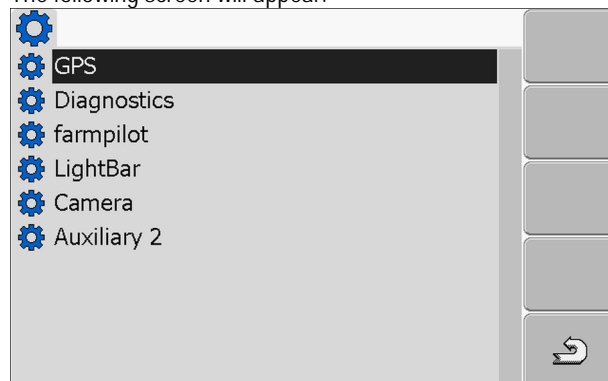 The following screen will appear:
GPS
Diagnostics
farmpilot
LightBar
Camera
Auxiliary 2